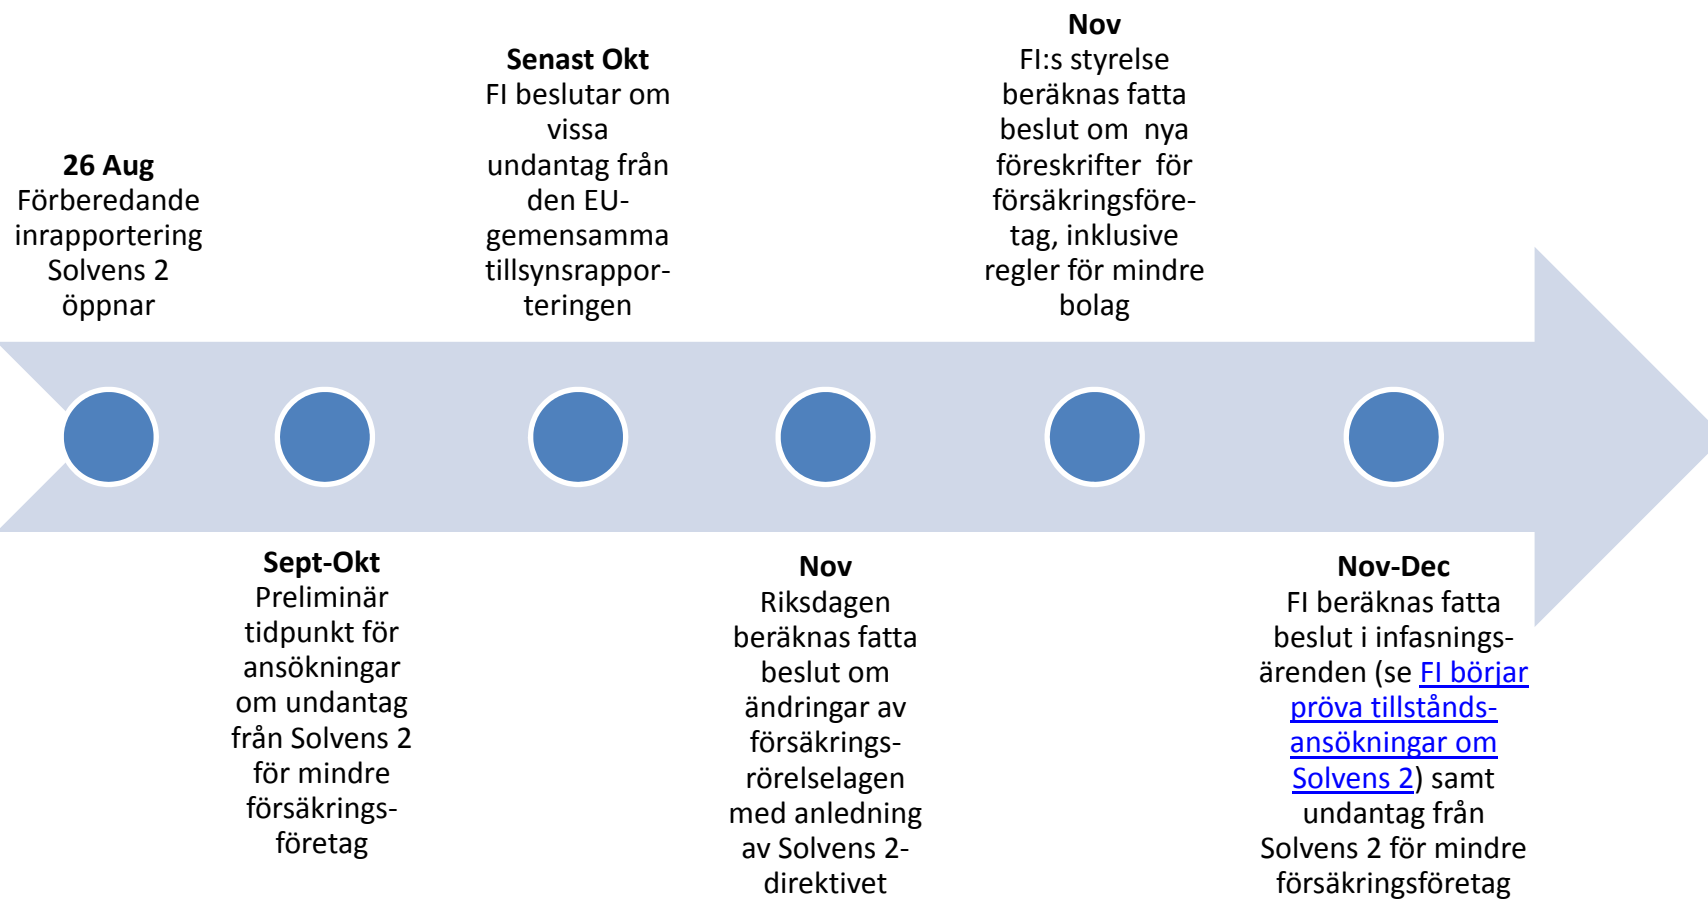 26 Aug
Förberedande
inrapportering
Solvens 2
öppnar
Sept-Okt
Preliminär
tidpunkt för
ansökningar
om undantag
från Solvens 2
för mindre
försäkrings-
företag
Senast Okt
FI beslutar om
vissa
undantag från
den EU-
gemensamma
tillsynsrappor-
teringen
Nov
Riksdagen
beräknas fatta
beslut om
ändringar av
försäkrings-
rörelselagen
med anledning
av Solvens 2-
direktivet
Nov
FI:s styrelse
beräknas fatta
beslut om  nya
föreskrifter  för
försäkringsföre-
tag, inklusive
regler för mindre
bolag
Nov-Dec
FI beräknas fatta
beslut i infasnings-
ärenden (se FI börjar
pröva tillstånds-
ansökningar om
Solvens 2) samt
undantag från
Solvens 2 för mindre
försäkringsföretag